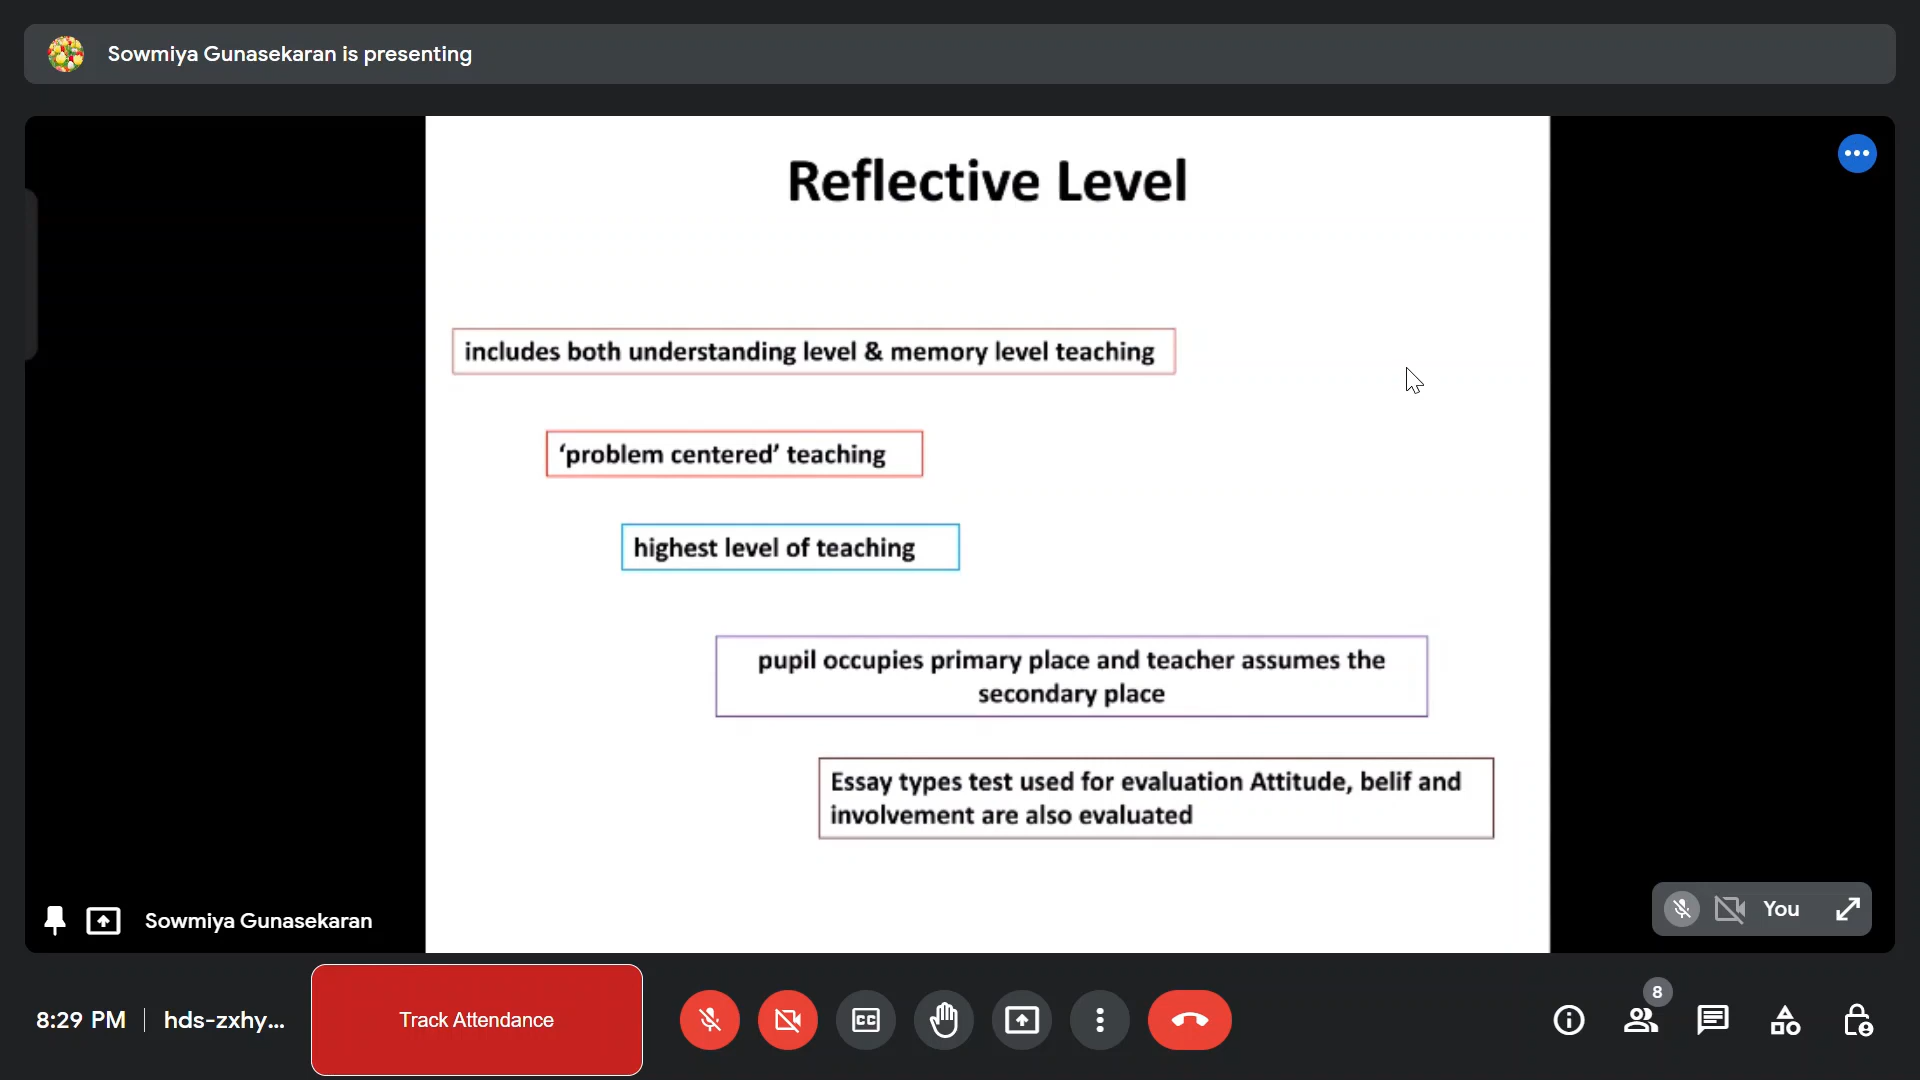 Sowmiya Gunasekaran is presenting
Reflective Level
includes both understanding level & memory level teaching
‘problem centered’ teaching
highest level of teaching
pupil occupies primary place and teacher assumes the
secondary place
Essay types test used for evaluation Attitude, belif and
involvement are also evaluated
Sowmiya Gunasekaran
You
8:29 PM
hds-zxhy...
Track Attendance
CC
8